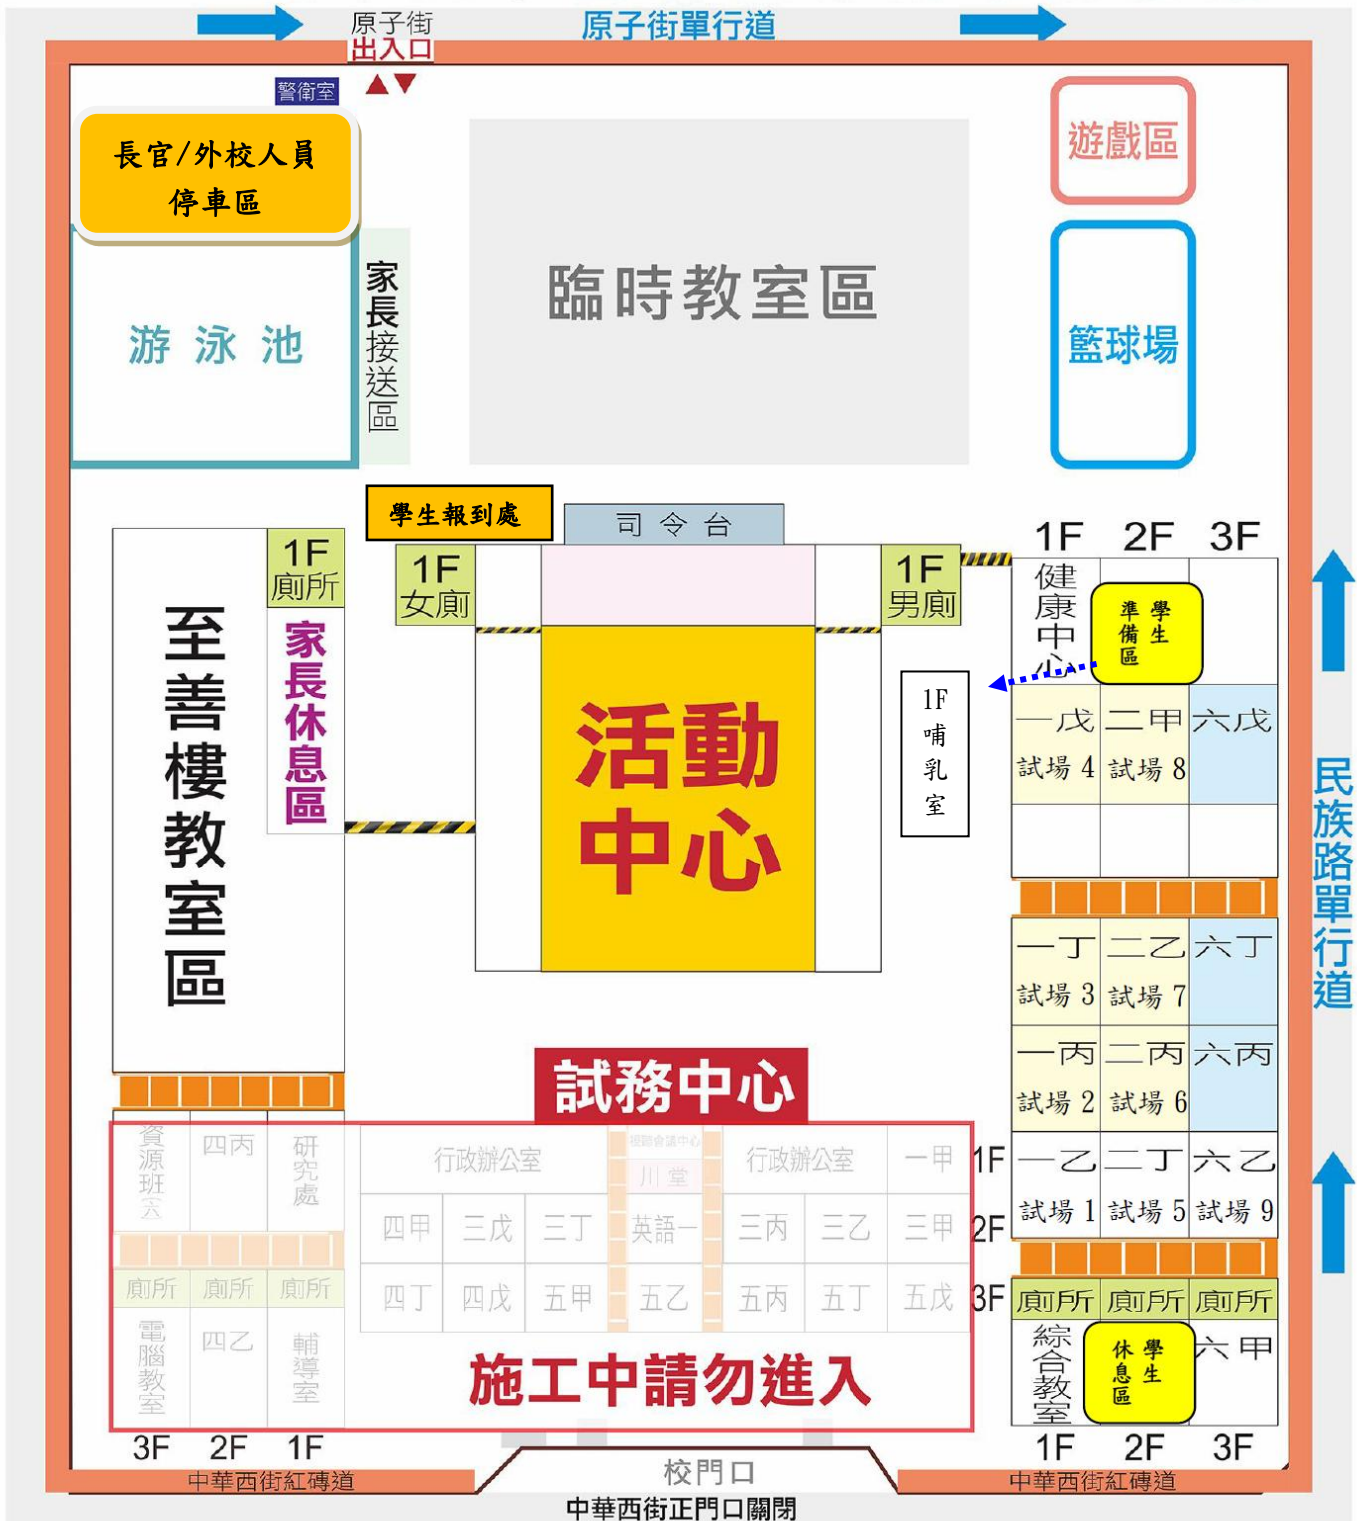 原子街
出入口
原子街單行道
警衛室
長官/外校人員
停車區
游泳池
家長接送區
臨時教室區
遊戲區
籃球場
學生報到處
司令台
1F
廁所
1F
女廁
1F
男廁
1F 2F 3F
至善樓教室區
家長休息區
活動
中心
1F
哺
乳
室
健康中心
學生
準備區
一戊 二甲 六戊
試場 4 試場 8
一丁 二乙 六丁
試場 3 試場 7
一丙 二丙 六丙
試場 2 試場 6
一乙 二丁 六乙
試場 1 試場 5 試場 9
廁所 廁所 廁所
綜合教室
學生
休息區
六甲
1F 2F 3F
民族路單行道
試務中心
資源班(六)
四丙
研究處
行政辦公室
視聽會議中心
川堂
行政辦公室
一甲
1F
四甲 三戊 三丁 英語一 三丙 三乙 三甲
2F
四丁 四戊 五甲 五乙 五丙 五丁 五戊
3F
廁所 廁所 廁所
電腦教室
四乙
輔導室
施工中請勿進入
3F 2F 1F
中華西街紅磚道
校門口
中華西街紅磚道
中華西街正門口關閉